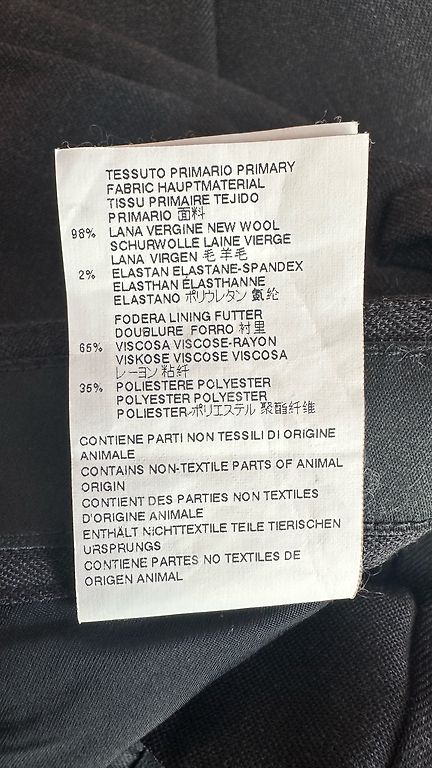 TESSUTO PRIMARIO PRIMARY
FABRIC HAUPTMATERIAL
TISSU PRIMAIRE TEJIDO
PRIMARIO 面料
98% LANA VERGINE NEW WOOL
SCHURWOLLE LAINE VIERGE
LANA VIRGEN 毛 羊毛
2% ELASTAN ELASTANE-SPANDEX
ELASTHAN ÉLASTHANNE
ELASTANO ポリウレタン 氨纶
FODERA LINING FUTTER
DOUBLURE FORRO 衬里
65% VISCOSA VISCOSE-RAYON
VISKOSE VISCOSE VISCOSA
レーヨン 粘纤
35% POLIESTERE POLYESTER
POLYESTER POLYESTER
POLIESTER ポリエステル 聚酯纤维
CONTIENE PARTI NON TESSILI DI ORIGINE
ANIMALE
CONTAINS NON-TEXTILE PARTS OF ANIMAL
ORIGIN
CONTIENT DES PARTIES NON TEXTILES
D'ORIGINE ANIMALE
ENTHÄLT NICHTTEXTILE TEILE TIERISCHEN
URSPRUNGS
CONTIENE PARTES NO TEXTILES DE
ORIGEN ANIMAL